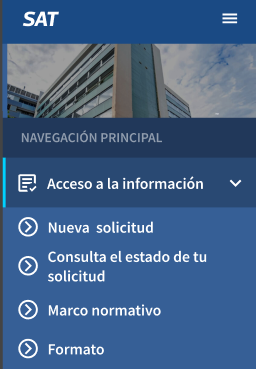 SAT
NAVEGACIÓN PRINCIPAL
Acceso a la información
Nueva solicitud
Consulta el estado de tu
solicitud
Marco normativo
Formato